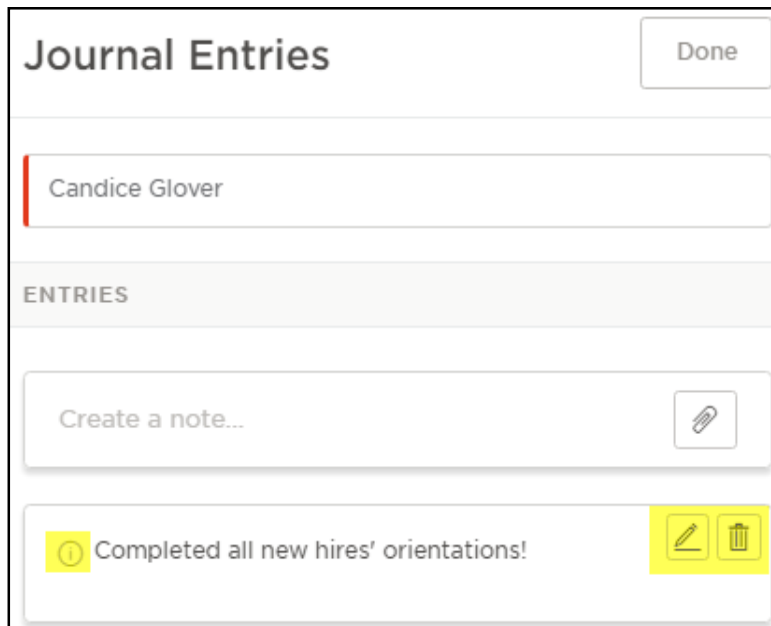 Journal Entries
Done
Candice Glover
ENTRIES
Create a note...
Completed all new hires' orientations!